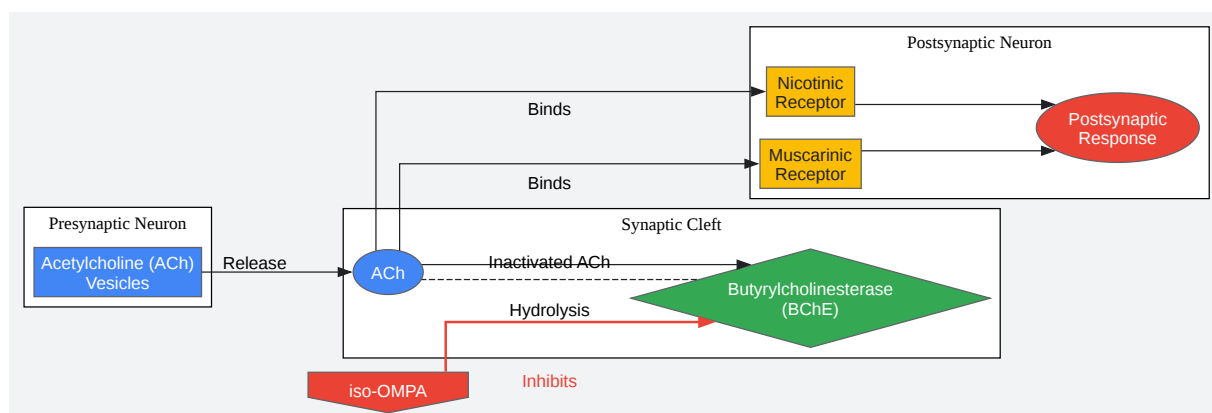 Postsynaptic Neuron
Nicotinic
Receptor
Binds
Postsynaptic
Response
Muscarinic
Receptor
Binds
Presynaptic Neuron
Acetylcholine (ACh)
Vesicles
Release
Synaptic Cleft
ACh
Inactivated ACh
Butyrylcholinesterase
(BChE)
Hydrolysis
iso-OMPA
Inhibits